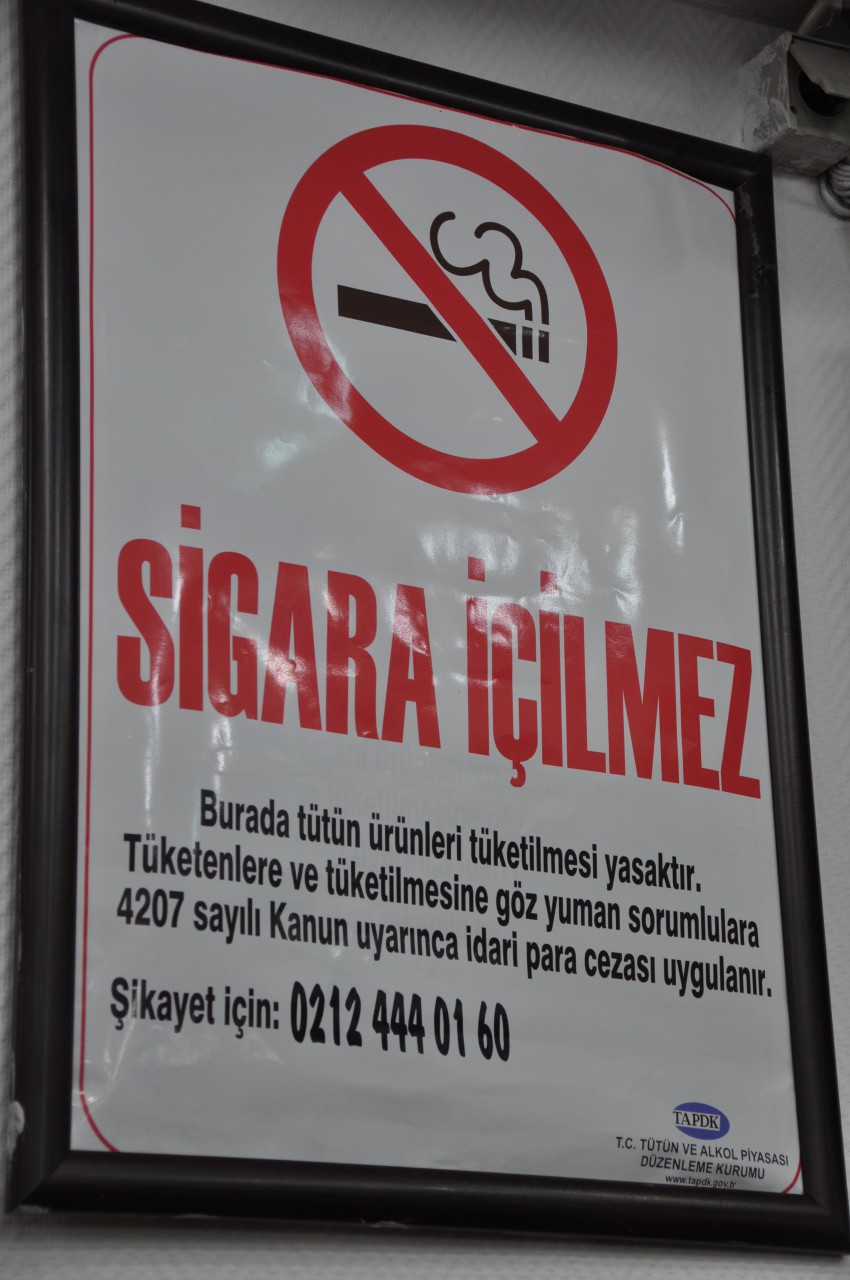 SİGARA İÇİLMEZ
Burada tütün ürünleri tüketilmesi yasaktır.
Tüketenlere ve tüketilmesine göz yuman sorumlulara
4207 sayılı Kanun uyarınca idari para cezası uygulanır.
Şikayet için: 0212 444 01 60
TAPDK
T.C. TÜTÜN VE ALKOL PİYASASI
DÜZENLEME KURUMU
www.tapdk.gov.tr